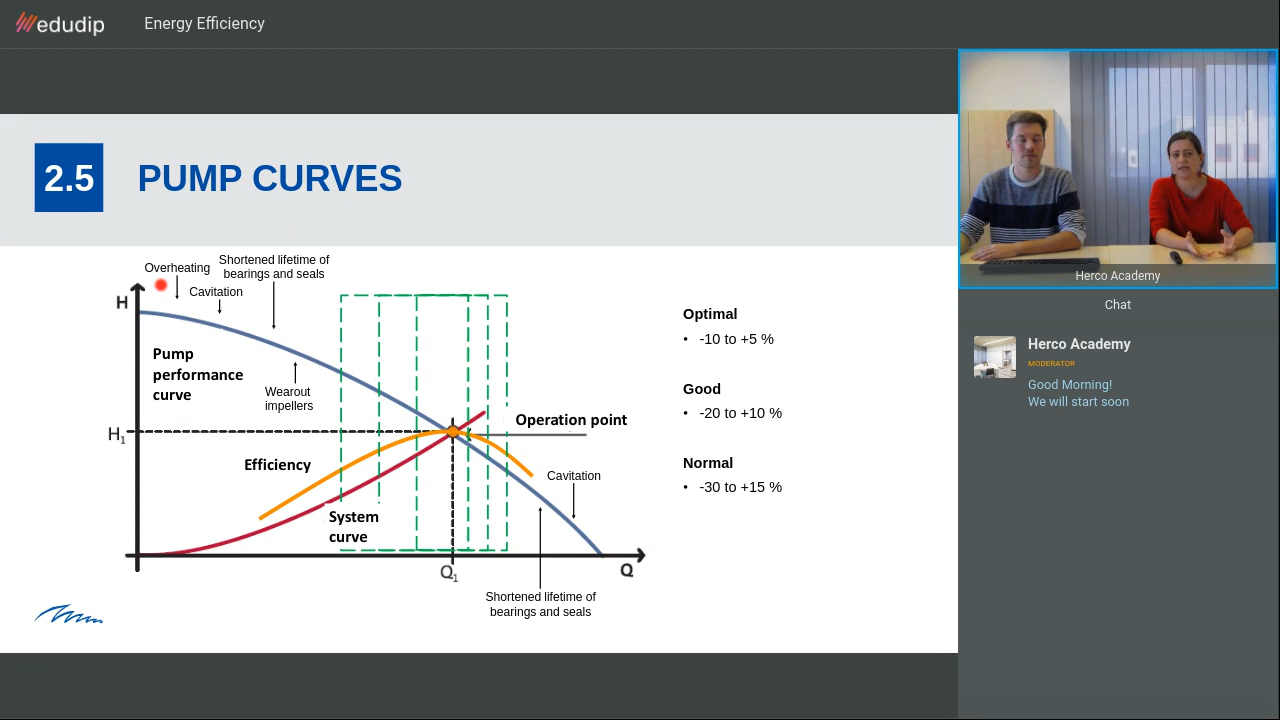 edudip
Energy Efficiency
2.5
PUMP CURVES
Overheating
Shortened lifetime of
bearings and seals
Cavitation
H
Pump
performance
curve
Wearout
impellers
H1
Operation point
Efficiency
Cavitation
System
curve
Q1
Q
Shortened lifetime of
bearings and seals
Optimal
• -10 to +5 %
Good
• -20 to +10 %
Normal
• -30 to +15 %
Herco Academy
Chat
Herco Academy
MODERATOR
Good Morning!
We will start soon